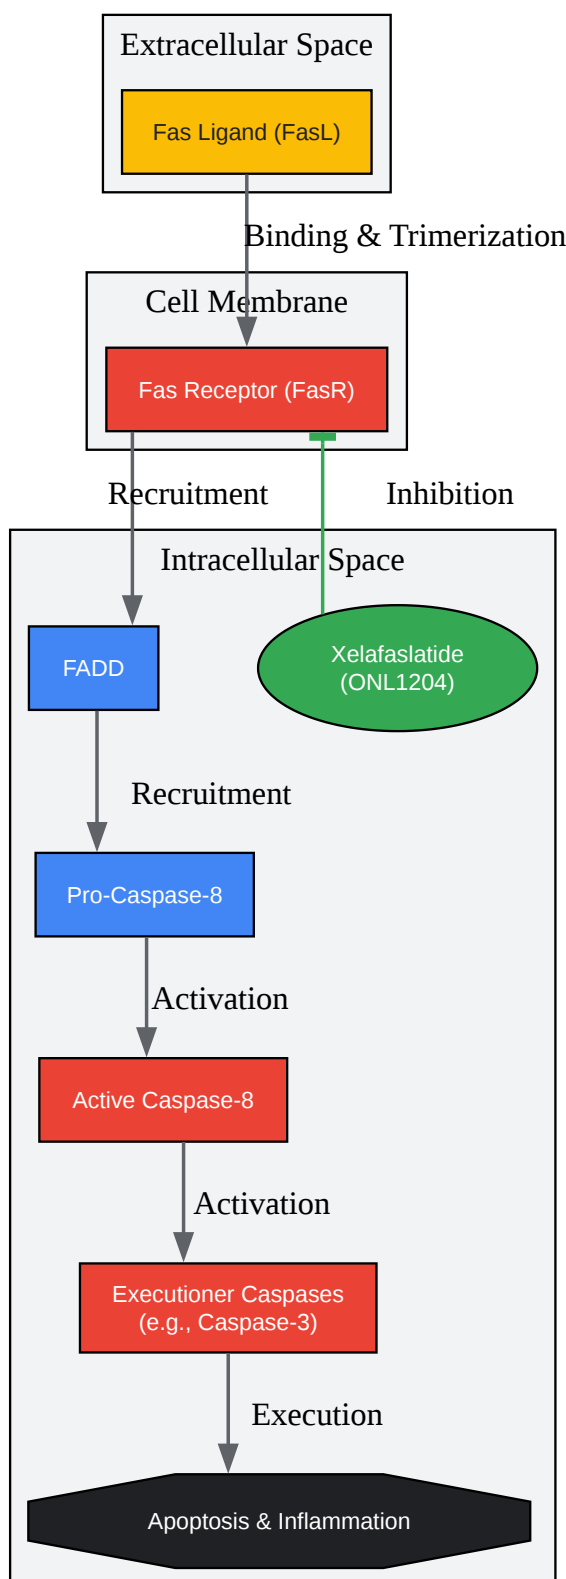 Extracellular Space
Fas Ligand (FasL)
Binding & Trimerization
Cell Membrane
Fas Receptor (FasR)
Recruitment
Inhibition
Intracellular Space
FADD
Xelafaslatide
(ONL1204)
Recruitment
Pro-Caspase-8
Activation
Active Caspase-8
Activation
Executioner Caspases
(e.g., Caspase-3)
Execution
Apoptosis & Inflammation